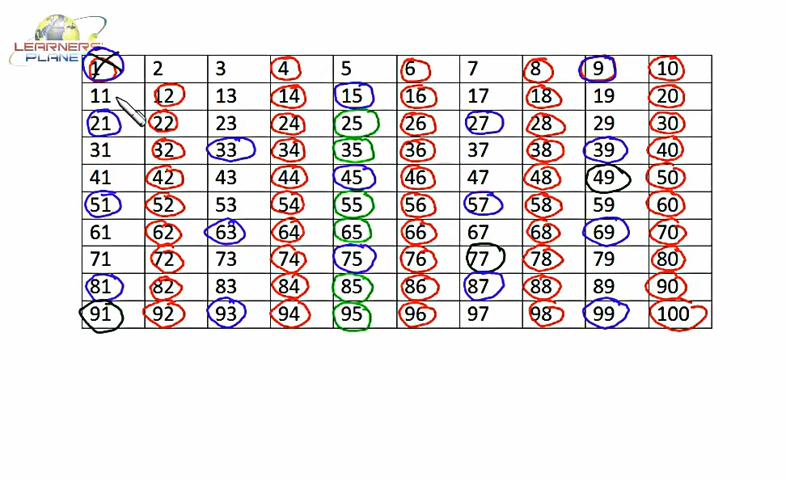 LEARNERS'
PLANET
1 2 3 4 5 6 7 8 9 10
11 12 13 14 15 16 17 18 19 20
21 22 23 24 25 26 27 28 29 30
31 32 33 34 35 36 37 38 39 40
41 42 43 44 45 46 47 48 49 50
51 52 53 54 55 56 57 58 59 60
61 62 63 64 65 66 67 68 69 70
71 72 73 74 75 76 77 78 79 80
81 82 83 84 85 86 87 88 89 90
91 92 93 94 95 96 97 98 99 100